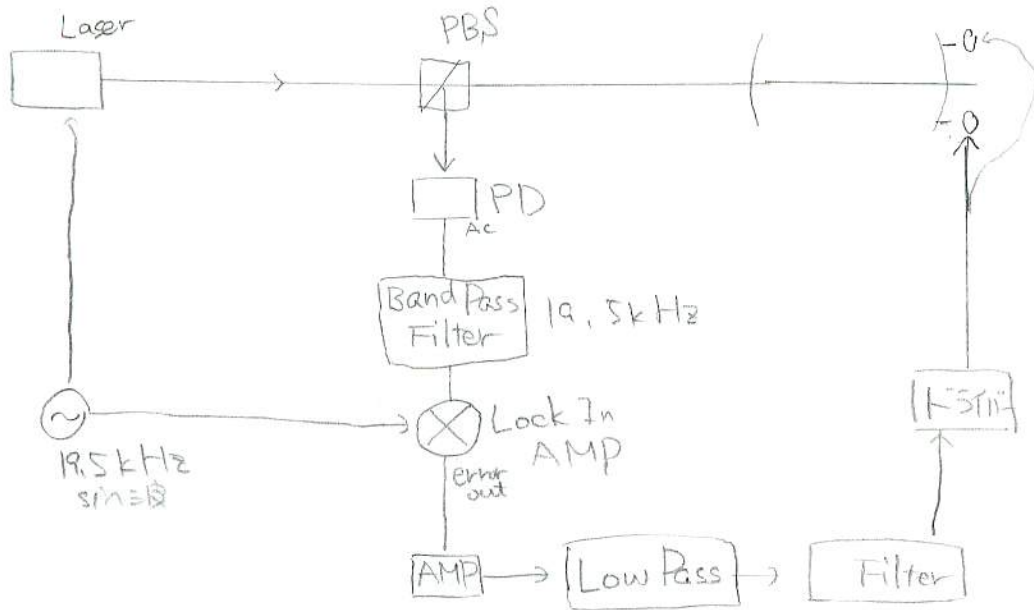 Laser
PBS
PD
AC
Band Pass
Filter
19.5kHz
Lock In
AMP
19.5kHz
sin波
error
out
ドライバ
AMP
Low Pass
Filter